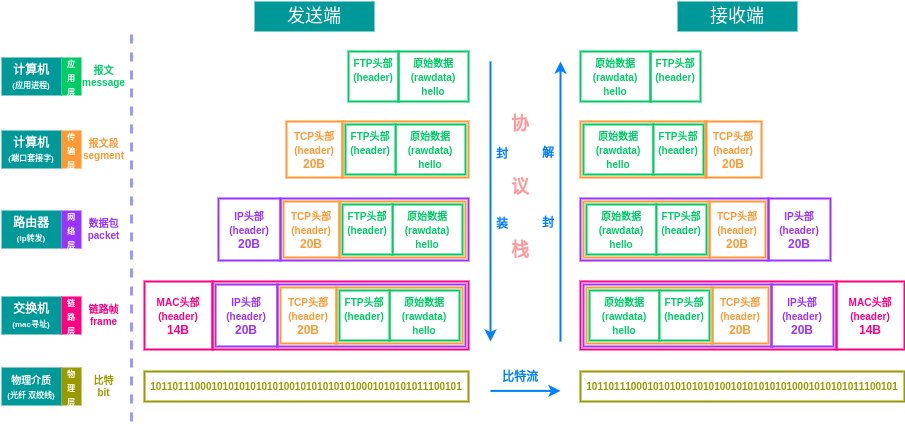 发送端
接收端
计算机
(应用进程)
应用层
报文
message
FTP头部
(header)
原始数据
(rawdata)
hello
原始数据
(rawdata)
hello
FTP头部
(header)
计算机
(端口套接字)
传输层
报文段
segment
TCP头部
(header)
20B
FTP头部
(header)
原始数据
(rawdata)
hello
原始数据
(rawdata)
hello
FTP头部
(header)
TCP头部
(header)
20B
路由器
(ip转发)
网络层
数据包
packet
IP头部
(header)
20B
TCP头部
(header)
20B
FTP头部
(header)
原始数据
(rawdata)
hello
原始数据
(rawdata)
hello
FTP头部
(header)
TCP头部
(header)
20B
IP头部
(header)
20B
封装
协议栈
解封
交换机
(mac寻址)
链路层
链路帧
frame
MAC头部
(header)
14B
IP头部
(header)
20B
TCP头部
(header)
20B
FTP头部
(header)
原始数据
(rawdata)
hello
原始数据
(rawdata)
hello
FTP头部
(header)
TCP头部
(header)
20B
IP头部
(header)
20B
MAC头部
(header)
14B
物理介质
(光纤 双绞线)
物理层
比特
bit
比特流